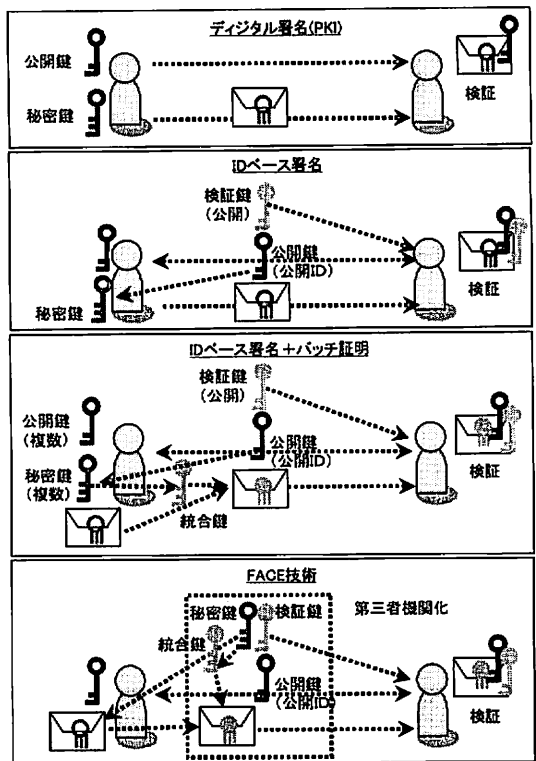 ディジタル署名(PKI)
公開鍵
秘密鍵
検証
IDベース署名
検証鍵
(公開)
公開鍵
(公開ID)
秘密鍵
検証
IDベース署名+バッチ証明
検証鍵
(公開)
公開鍵
(複数)
公開鍵
(公開ID)
秘密鍵
(複数)
統合鍵
検証
FACE技術
秘密鍵
検証鍵
第三者機関化
統合鍵
公開鍵
(公開ID)
検証